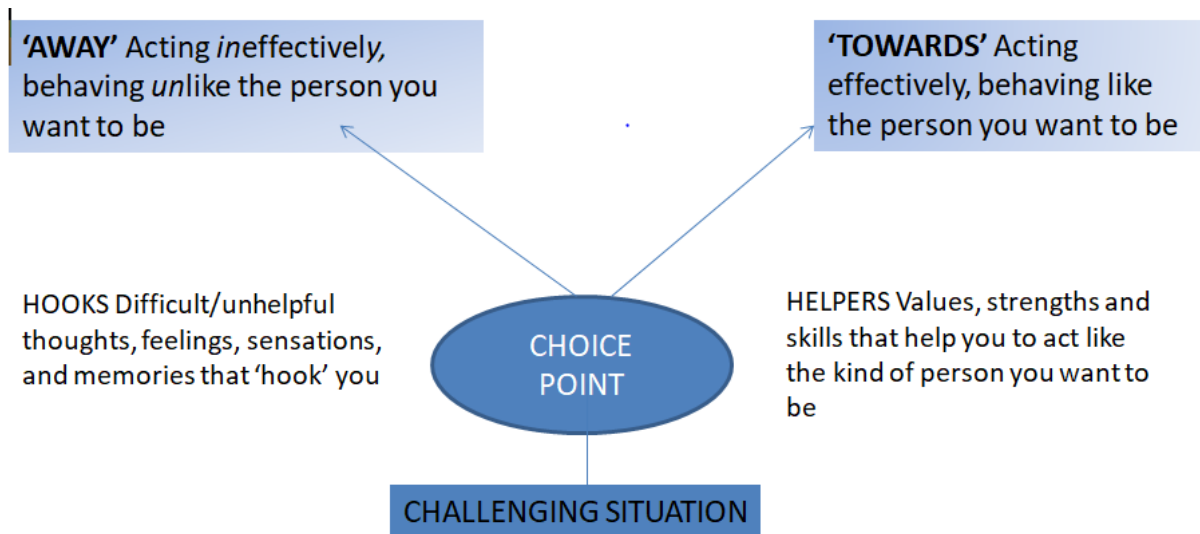 ‘AWAY’ Acting ineffectively,
behaving unlike the person you
want to be
‘TOWARDS’ Acting
effectively, behaving like
the person you want to be
HOOKS Difficult/unhelpful
thoughts, feelings, sensations,
and memories that ‘hook’ you
CHOICE
POINT
HELPERS Values, strengths and
skills that help you to act like
the kind of person you want to
be
CHALLENGING SITUATION